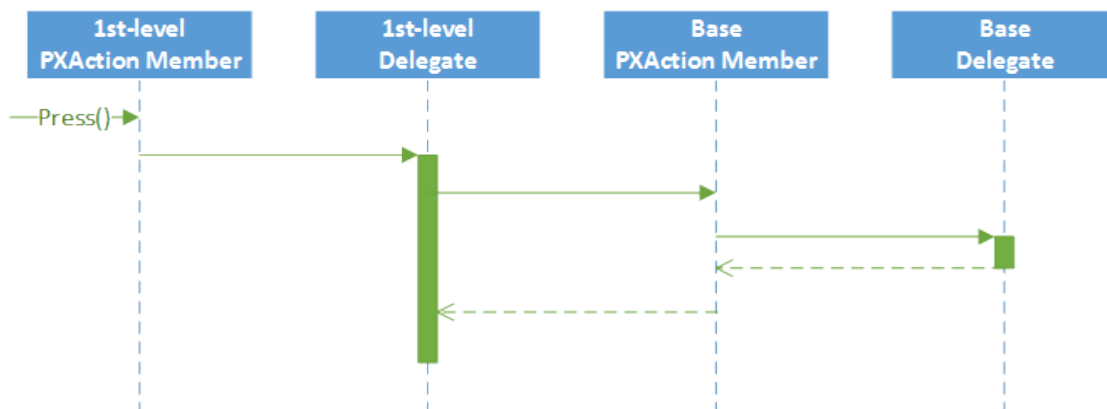 1st-level
PXAction Member
1st-level
Delegate
Base
PXAction Member
Base
Delegate
Press()